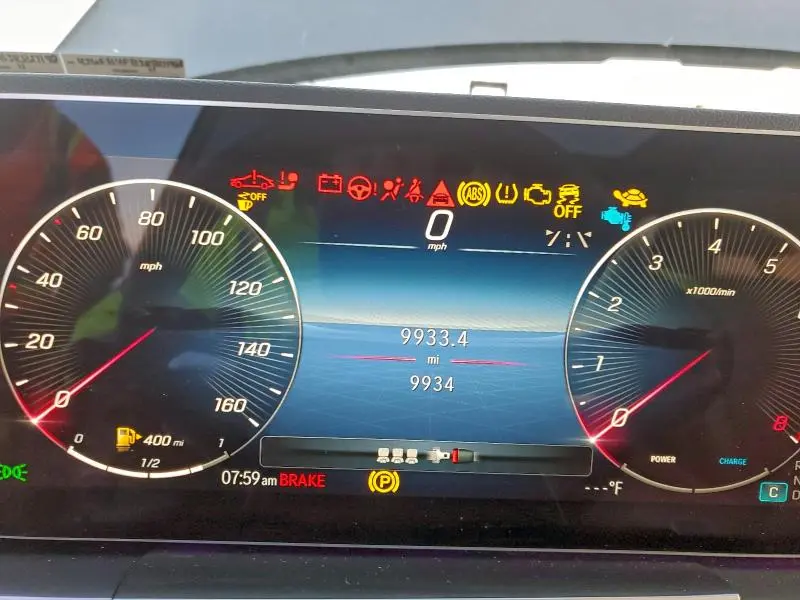 OFF
ABS
OFF
0
mph
0
20
40
60
80
100
120
140
160
mph
0
1/2
1
400 mi
9933.4
mi
9934
0
1
2
3
4
5
8
x1000/min
POWER
CHARGE
07:59 am BRAKE
P
---°F
C
R
N